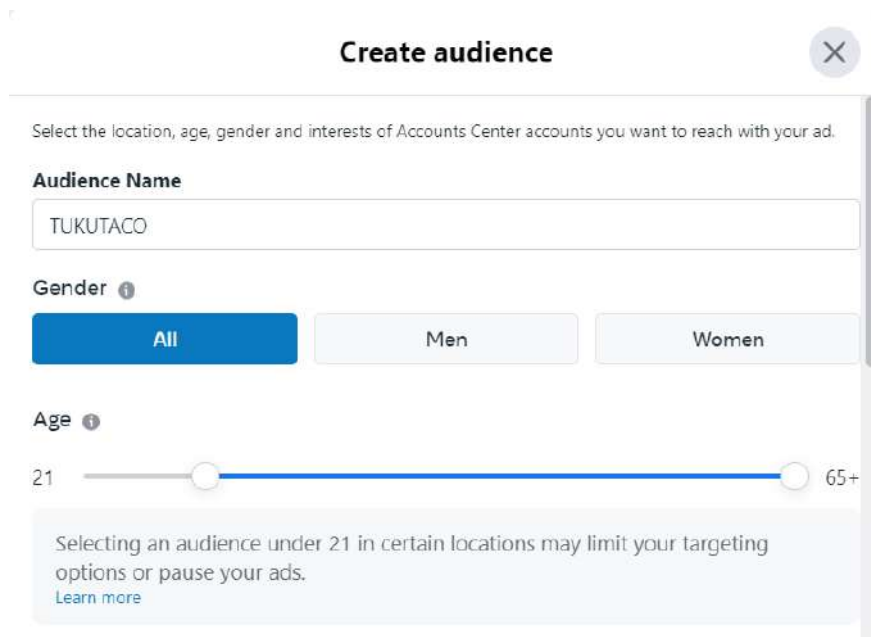 Create audience
Select the location, age, gender and interests of Accounts Center accounts you want to reach with your ad.
Audience Name
TUKUTACO
Gender
All Men Women
Age
21 65+
Selecting an audience under 21 in certain locations may limit your targeting
options or pause your ads.
Learn more